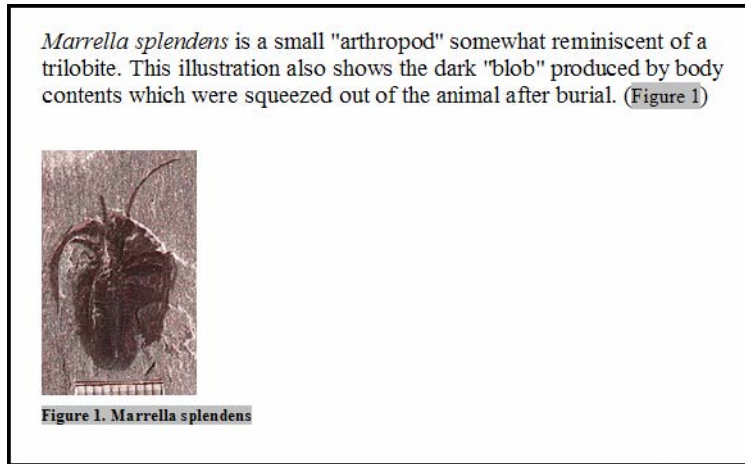 Marrella splendens is a small "arthropod" somewhat reminiscent of a
trilobite. This illustration also shows the dark "blob" produced by body
contents which were squeezed out of the animal after burial. (Figure 1)
Figure 1. Marrella splendens